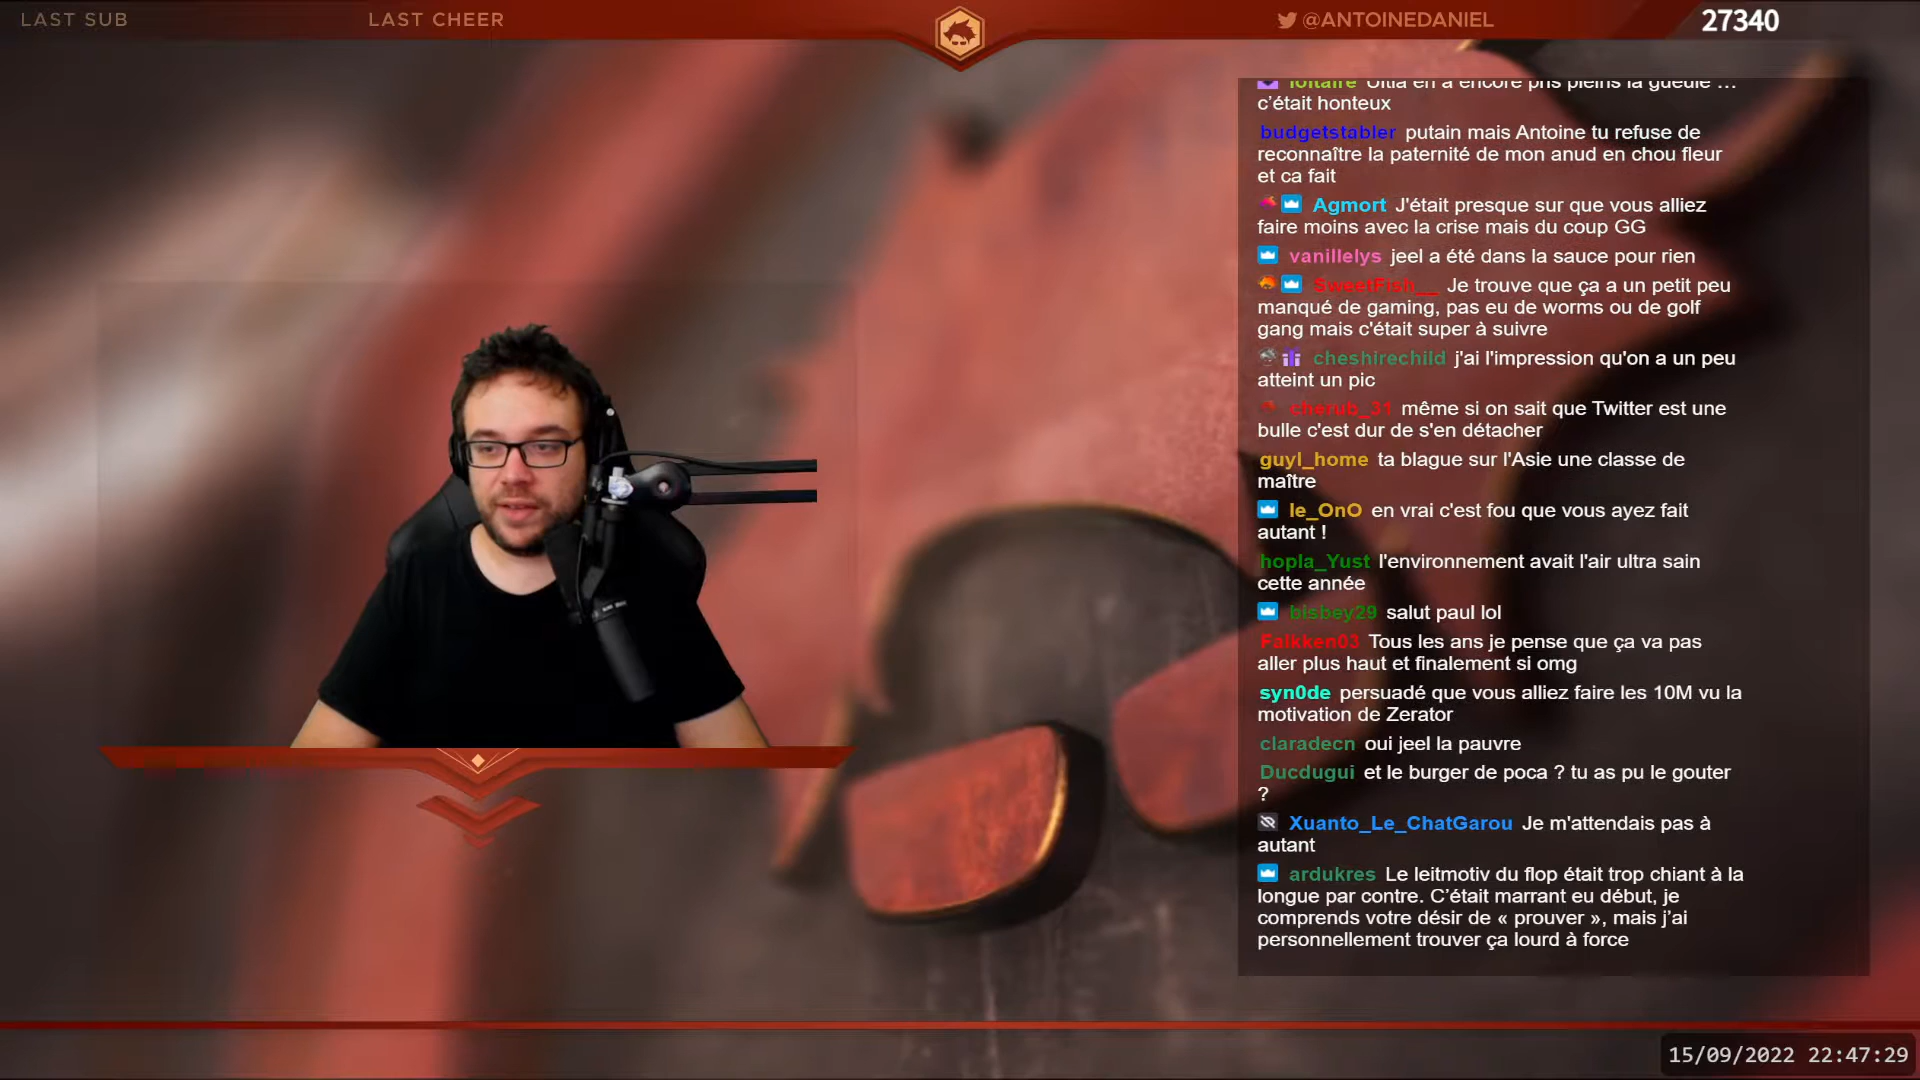 LAST SUB
LAST CHEER
@ANTOINEDANIEL
27340
loltaire Ultia en a encore pris pleins la gueule …
c’était honteux
budgetstabler putain mais Antoine tu refuse de
reconnaître la paternité de mon anud en chou fleur
et ca fait
Agmort J'était presque sur que vous alliez
faire moins avec la crise mais du coup GG
vanillelys jeel a été dans la sauce pour rien
SweetFish__ Je trouve que ça a un petit peu
manqué de gaming, pas eu de worms ou de golf
gang mais c'était super à suivre
cheshirechild j'ai l'impression qu'on a un peu
atteint un pic
cherub_31 même si on sait que Twitter est une
bulle c'est dur de s'en détacher
guyl_home ta blague sur l'Asie une classe de
maître
le_OnO en vrai c'est fou que vous ayez fait
autant !
hopla_Yust l'environnement avait l'air ultra sain
cette année
bisbey29 salut paul lol
Falkken03 Tous les ans je pense que ça va pas
aller plus haut et finalement si omg
syn0de persuadé que vous alliez faire les 10M vu la
motivation de Zerator
claradecn oui jeel la pauvre
Ducdugui et le burger de poca ? tu as pu le gouter
?
Xuanto_Le_ChatGarou Je m'attendais pas à
autant
ardukres Le leitmotiv du flop était trop chiant à la
longue par contre. C’était marrant eu début, je
comprends votre désir de « prouver », mais j’ai
personnellement trouver ça lourd à force
15/09/2022 22:47:29